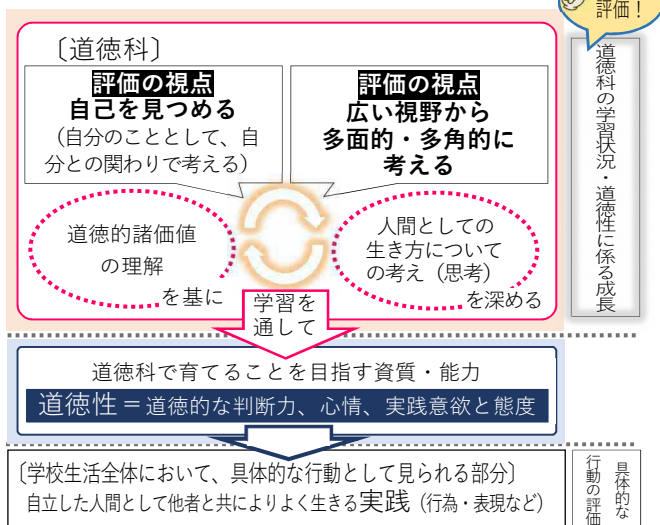 評価！
〔道徳科〕
評価の視点
自己を見つめる
（自分のこととして、自
分との関わりで考える）
評価の視点
広い視野から
多面的・多角的に
考える
道徳的諸価値
の理解
を基に
人間としての
生き方について
の考え（思考）
を深める
学習を
通して
道徳科の学習状況・道徳性に係る成長
道徳科で育てることを目指す資質・能力
道徳性＝道徳的な判断力、心情、実践意欲と態度
〔学校生活全体において、具体的な行動として見られる部分〕
自立した人間として他者と共によりよく生きる実践（行為・表現など）
具体的な
行動の評価